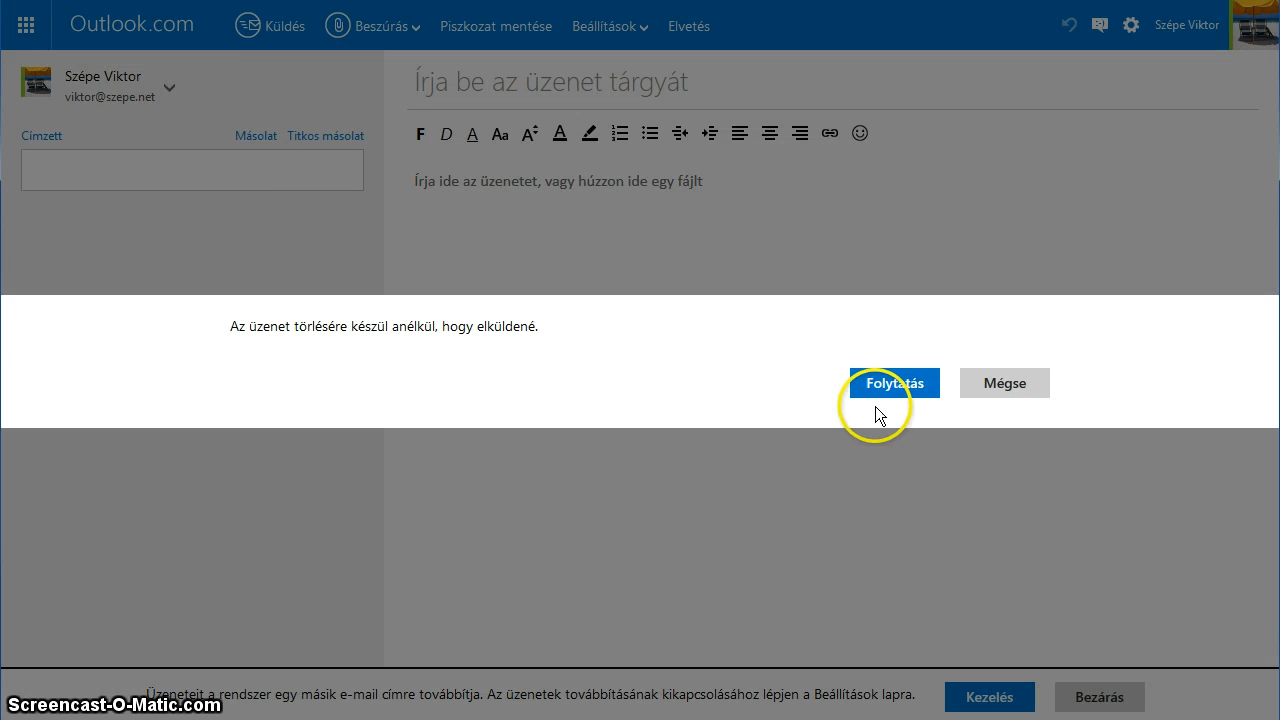 Outlook.com Küldés Beszúrás Piszkozat mentése Beállítások Elvetés Szépe Viktor
Szépe Viktor
viktor@szepe.net
Címzett Másolat Titkos másolat
Írja be az üzenet tárgyát
F D A Aa A A
Írja ide az üzenetet, vagy húzzon ide egy fájlt
Az üzenet törlésére készül anélkül, hogy elküldené.
Folytatás Mégse
Üzeneteit a rendszer egy másik e-mail címre továbbítja. Az üzenetek továbbításának kikapcsolásához lépjen a Beállítások lapra. Kezelés Bezárás
Screencast-O-Matic.com